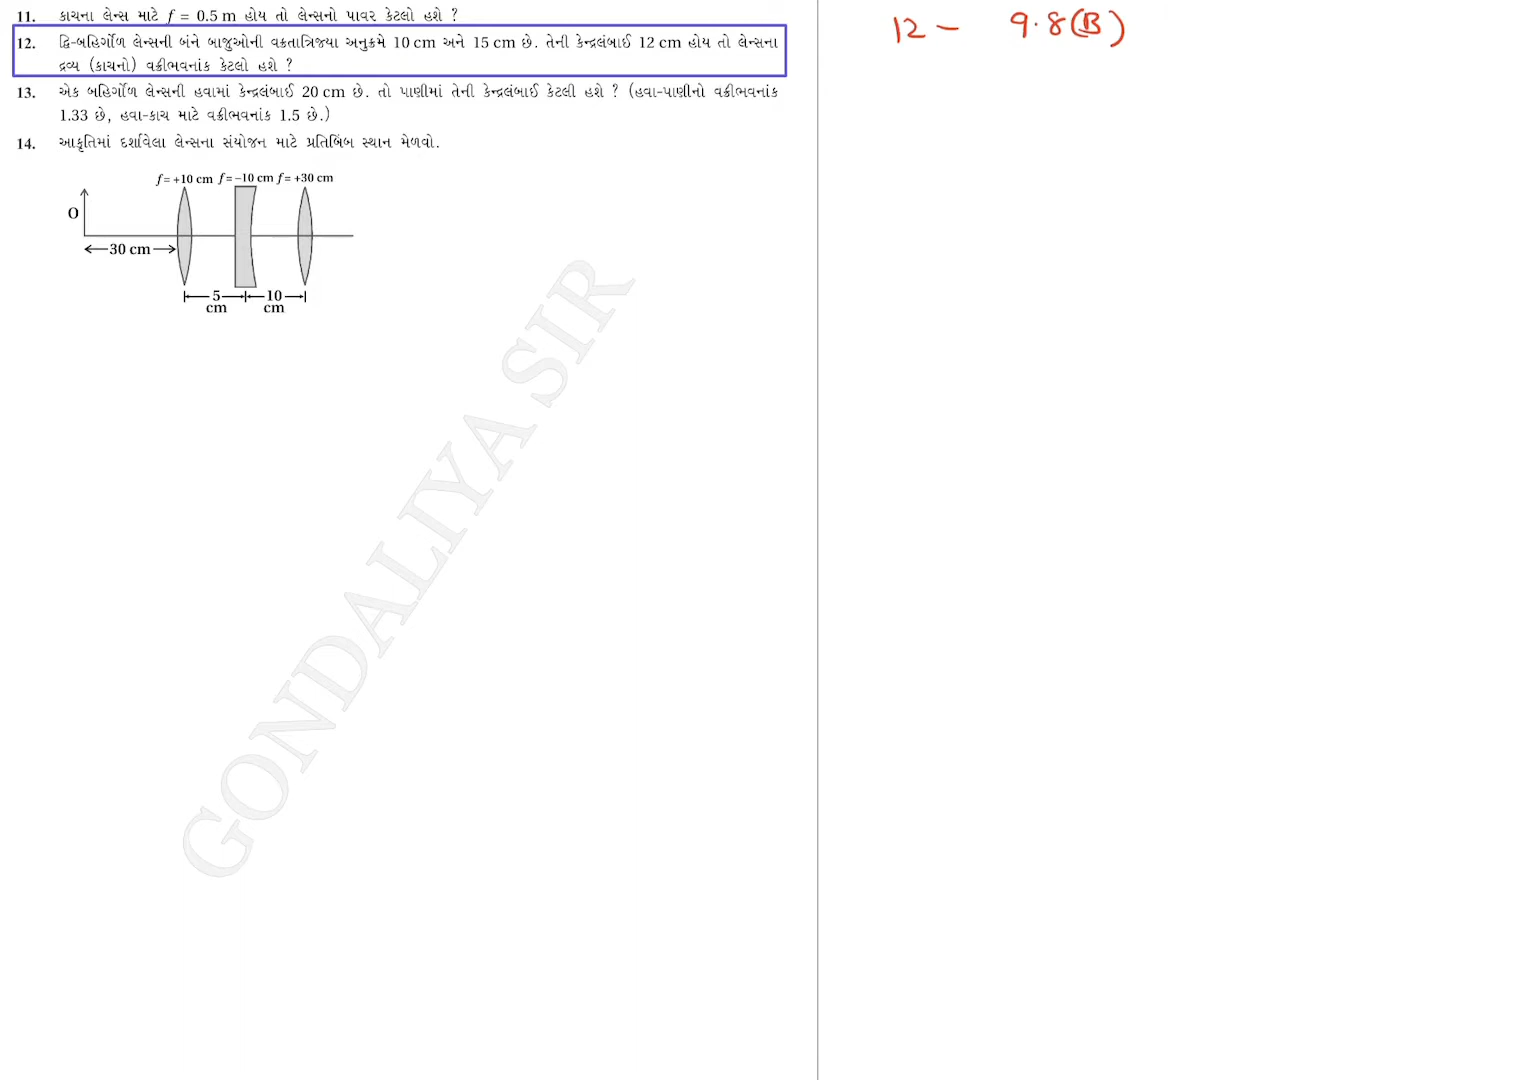 11. કાચના લેન્સ માટે f = 0.5 m હોય તો લેન્સનો પાવર કેટલો હશે ?
12. દ્વિ-બહિર્ગોળ લેન્સની બંને બાજુઓની વક્રતાત્રિજ્યા અનુક્રમે 10 cm અને 15 cm છે. તેની કેન્દ્રલંબાઈ 12 cm હોય તો લેન્સના
દ્રવ્ય (કાચનો) વક્રીભવનાંક કેટલો હશે ?
13. એક બહિર્ગોળ લેન્સની હવામાં કેન્દ્રલંબાઈ 20 cm છે. તો પાણીમાં તેની કેન્દ્રલંબાઈ કેટલી હશે ? (હવા-પાણીનો વક્રીભવનાંક
1.33 છે, હવા-કાચ માટે વક્રીભવનાંક 1.5 છે.)
14. આકૃતિમાં દર્શાવેલા લેન્સના સંયોજન માટે પ્રતિબિંબ સ્થાન મેળવો.
f = +10 cm f = −10 cm f = +30 cm
O
30 cm
5 10
cm cm
GONDALIYA SIR
12 – 9.8 (B)